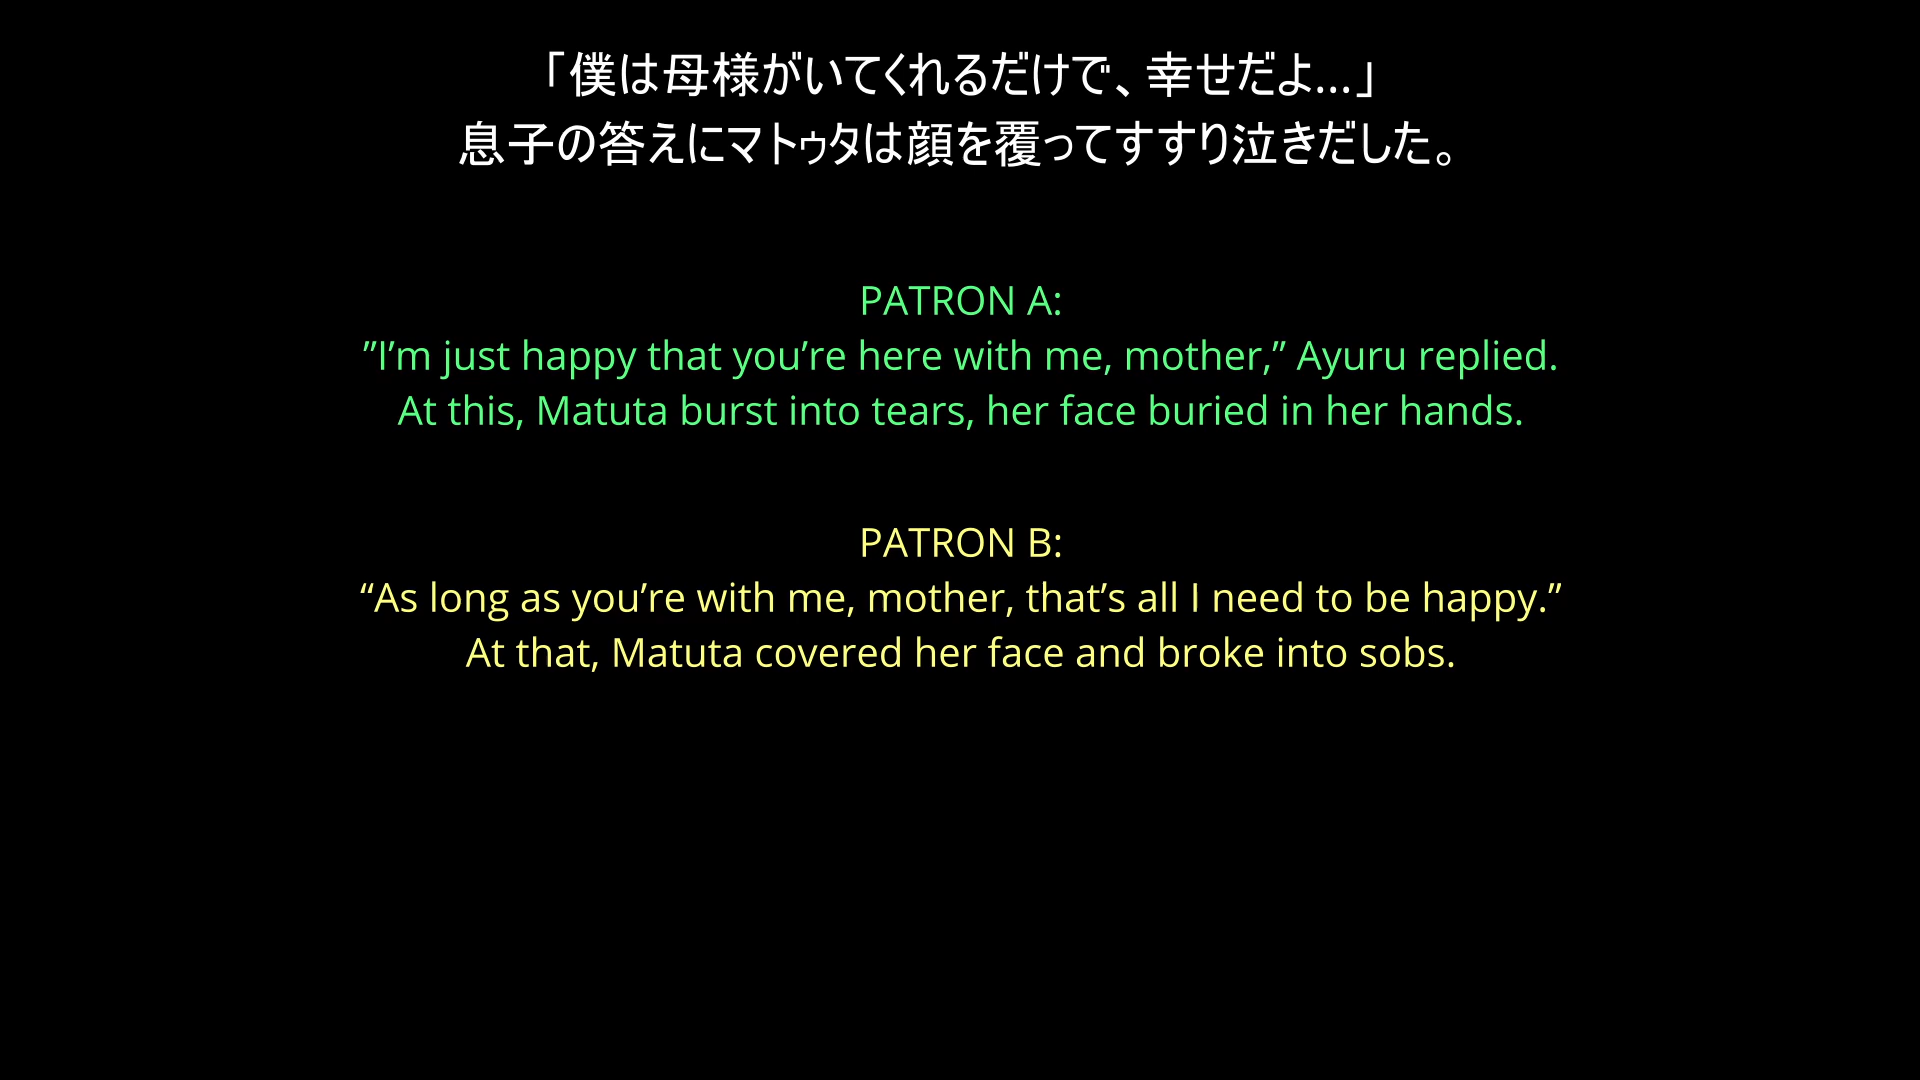 「僕は母様がいてくれるだけで、幸せだよ…」
息子の答えにマトゥタは顔を覆ってすすり泣きだした。
PATRON A:
”I’m just happy that you’re here with me, mother,” Ayuru replied.
At this, Matuta burst into tears, her face buried in her hands.
PATRON B:
“As long as you’re with me, mother, that’s all I need to be happy.”
At that, Matuta covered her face and broke into sobs.